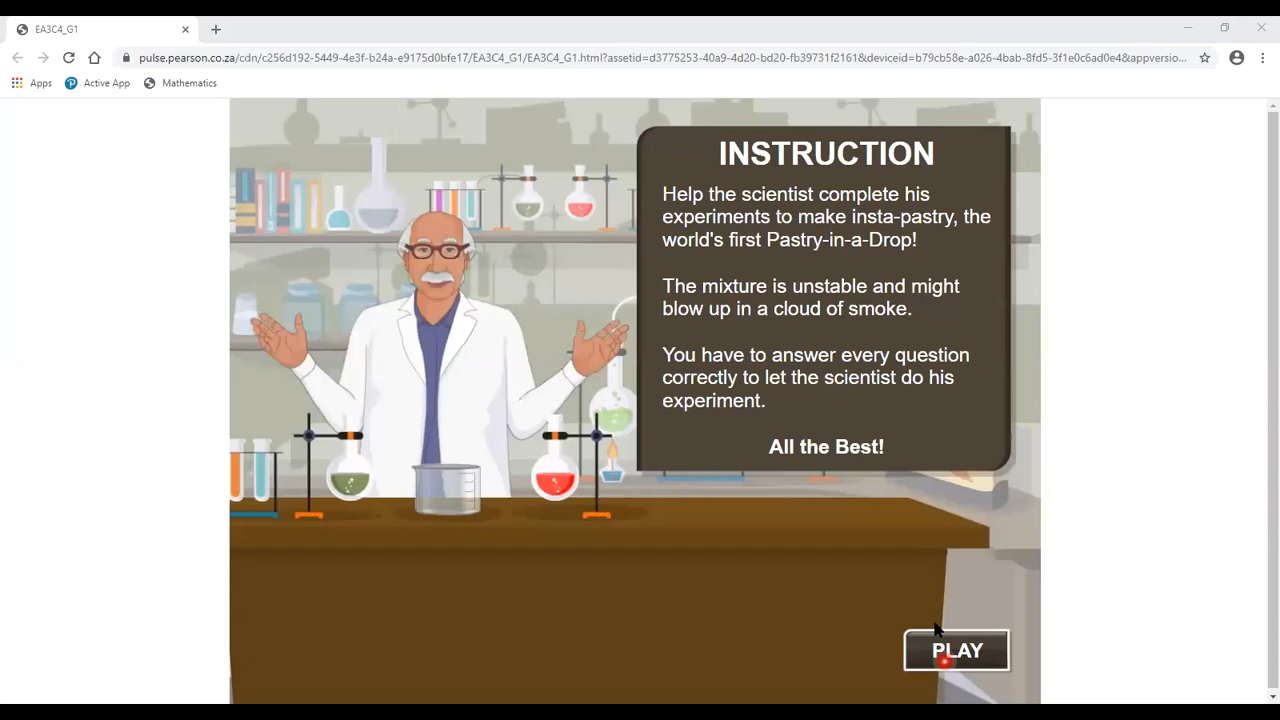 EA3C4_G1
pulse.pearson.co.za/cdn/c256d192-5449-4e3f-b24a-e9175d0bfe17/EA3C4_G1/EA3C4_G1.html?assetid=d3775253-40a9-4d20-bd20-fb39731f2161&deviceid=b79cb58e-a026-4bab-8fd5-3f1e0c6ad0e4&appversio...
Apps Active App Mathematics
INSTRUCTION
Help the scientist complete his
experiments to make insta-pastry, the
world's first Pastry-in-a-Drop!
The mixture is unstable and might
blow up in a cloud of smoke.
You have to answer every question
correctly to let the scientist do his
experiment.
All the Best!
PLAY